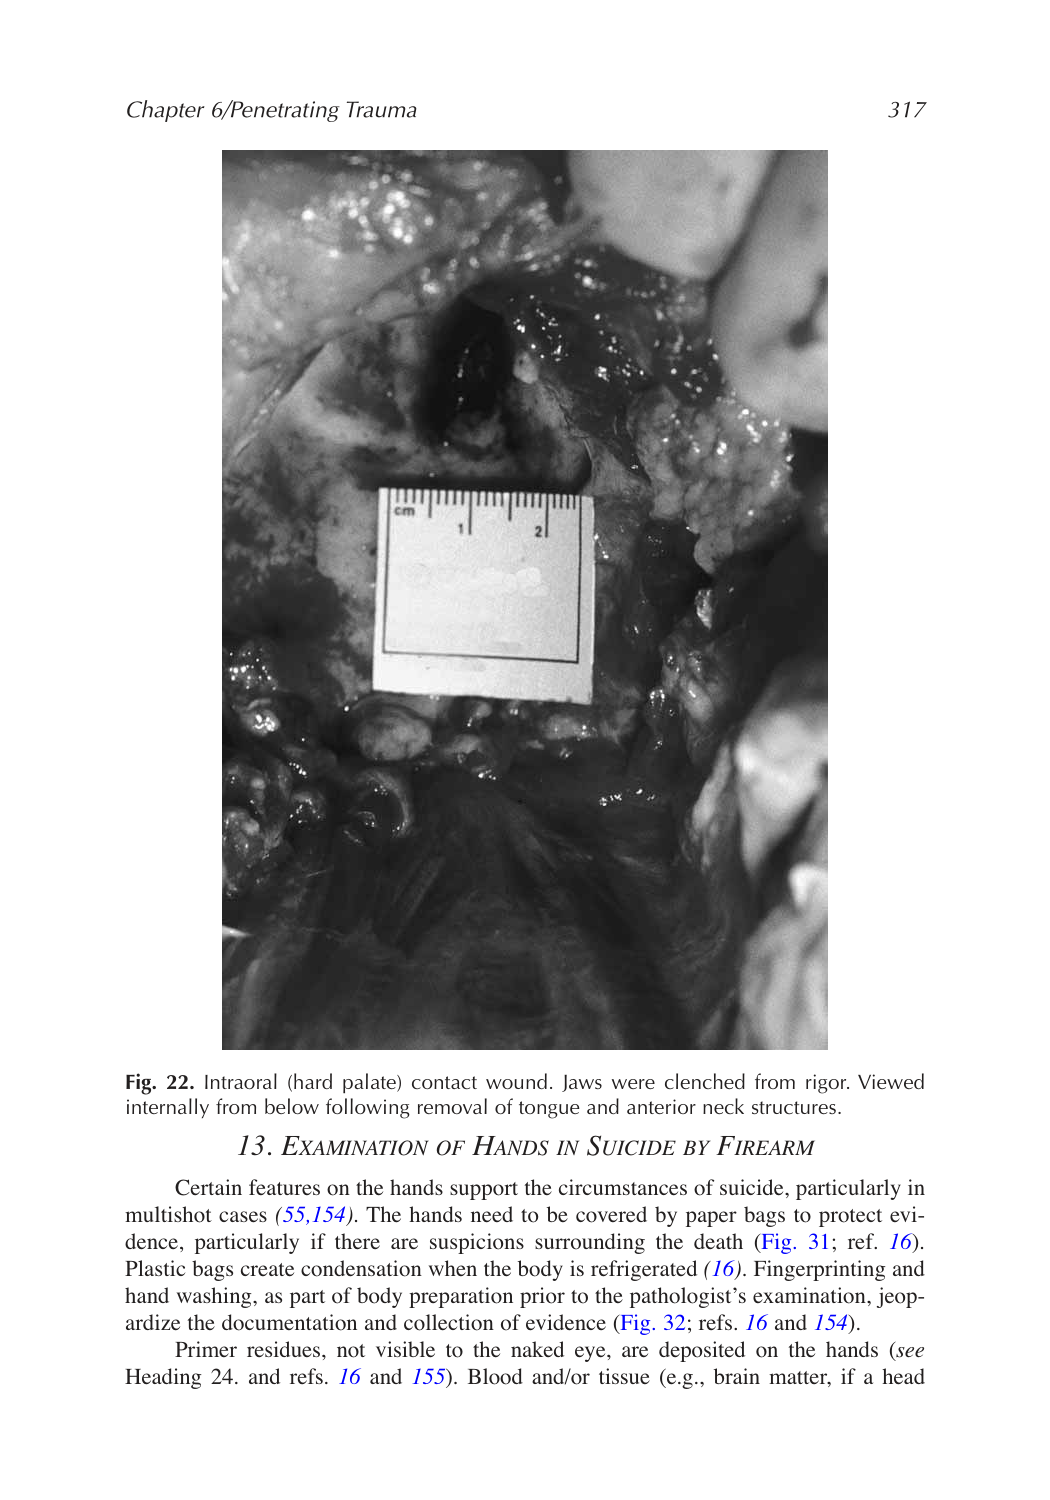 Chapter 6/Penetrating Trauma 317
cm
1 2
Fig. 22. Intraoral (hard palate) contact wound. Jaws were clenched from rigor. Viewed
internally from below following removal of tongue and anterior neck structures.
13. EXAMINATION OF HANDS IN SUICIDE BY FIREARM
Certain features on the hands support the circumstances of suicide, particularly in
multishot cases (55,154). The hands need to be covered by paper bags to protect evi-
dence, particularly if there are suspicions surrounding the death (Fig. 31; ref. 16).
Plastic bags create condensation when the body is refrigerated (16). Fingerprinting and
hand washing, as part of body preparation prior to the pathologist's examination, jeop-
ardize the documentation and collection of evidence (Fig. 32; refs. 16 and 154).
Primer residues, not visible to the naked eye, are deposited on the hands (see
Heading 24. and refs. 16 and 155). Blood and/or tissue (e.g., brain matter, if a head